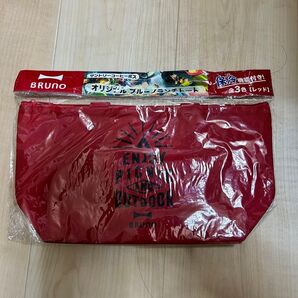 BRUNO
サントリーコーヒーボス
オリジナル ブルーノランチトート
保冷機能付き!
全3色 [レッド]
ENJOY
PICNIC
AND
OUTDOOR
BRUNO